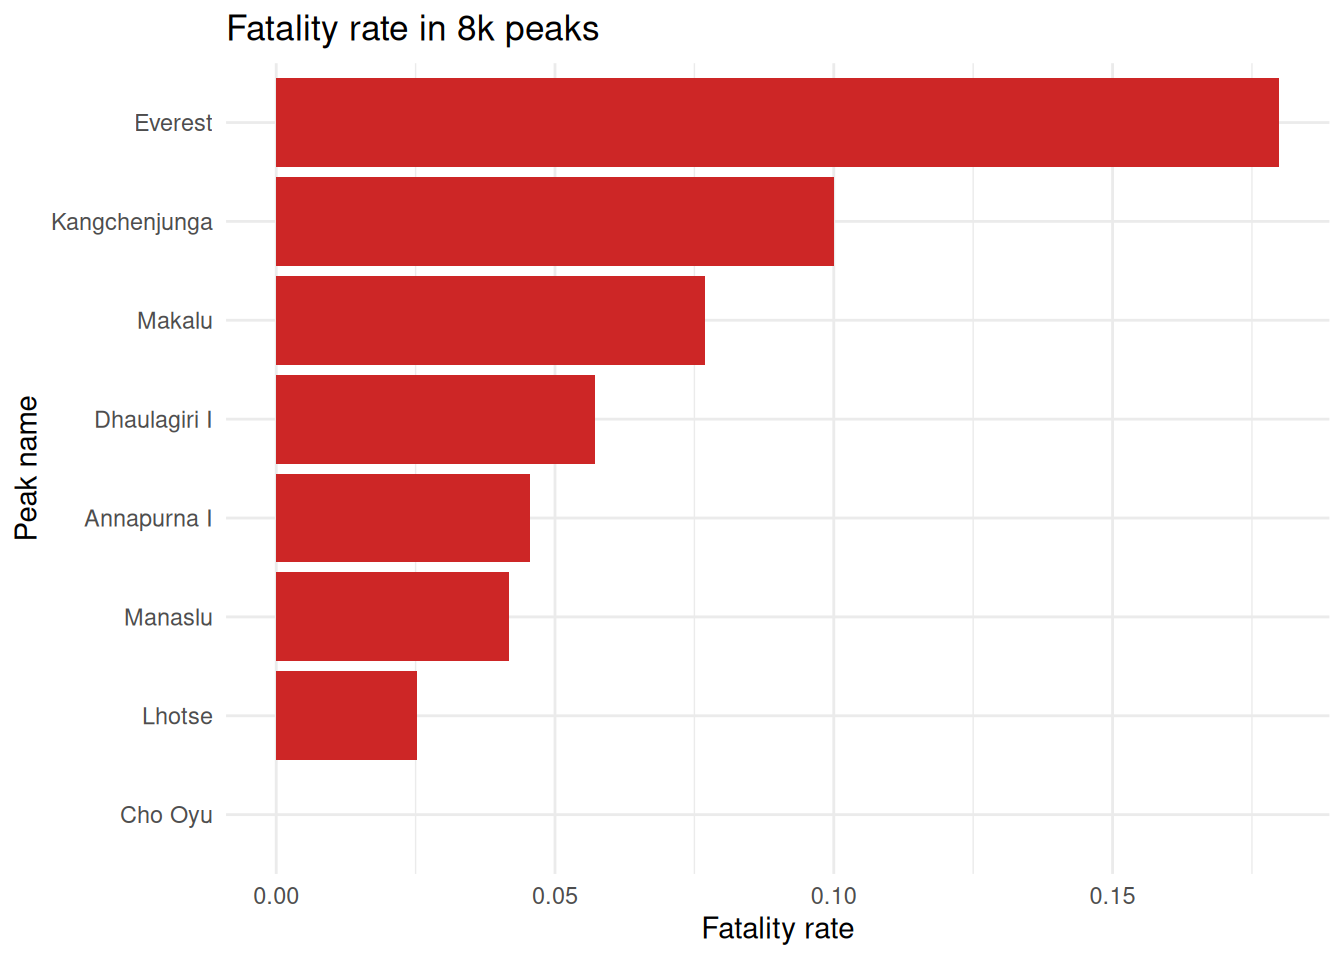 Fatality rate in 8k peaks
Everest
Kangchenjunga
Makalu
Dhaulagiri I
Annapurna I
Manaslu
Lhotse
Cho Oyu
Peak name
0.00 0.05 0.10 0.15
Fatality rate